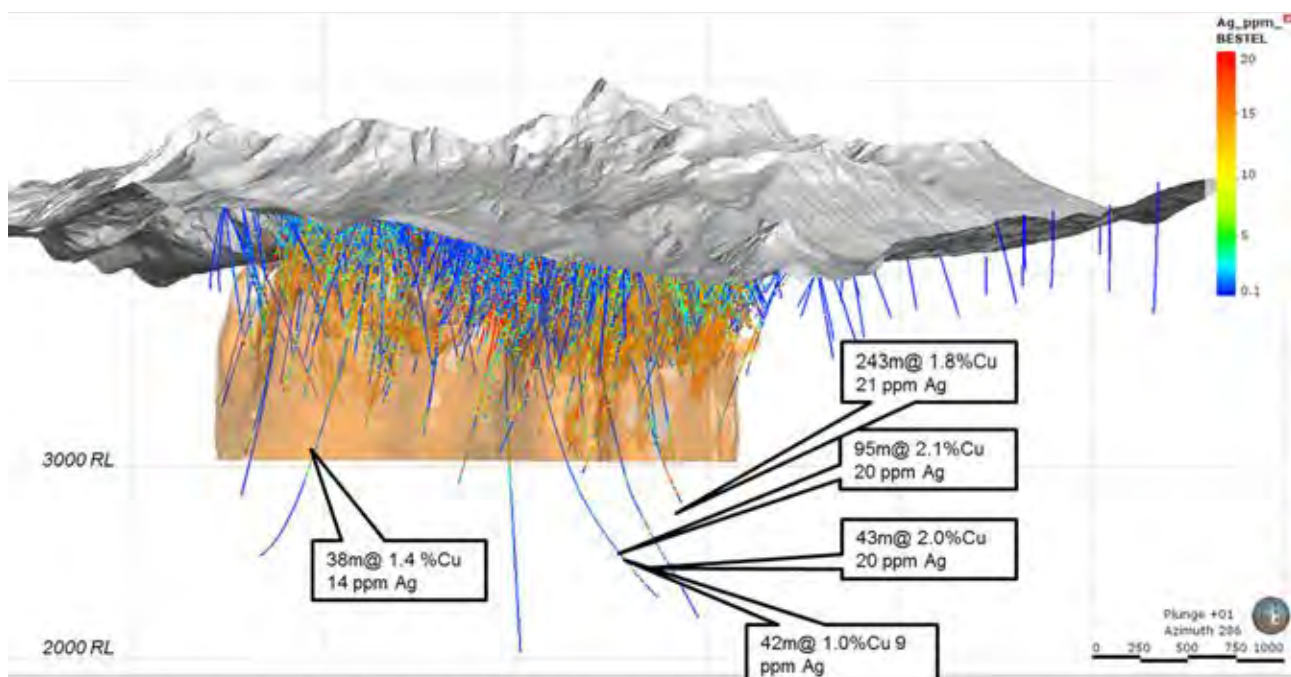 Ag_ppm_
BESTEL
20
15
10
5
0.1
243m@ 1.8%Cu
21 ppm Ag
95m@ 2.1%Cu
20 ppm Ag
3000 RL
43m@ 2.0%Cu
20 ppm Ag
38m@ 1.4 %Cu
14 ppm Ag
42m@ 1.0%Cu 9
ppm Ag
2000 RL
Plunge +01
Azimuth 286
0 250 500 750 1000